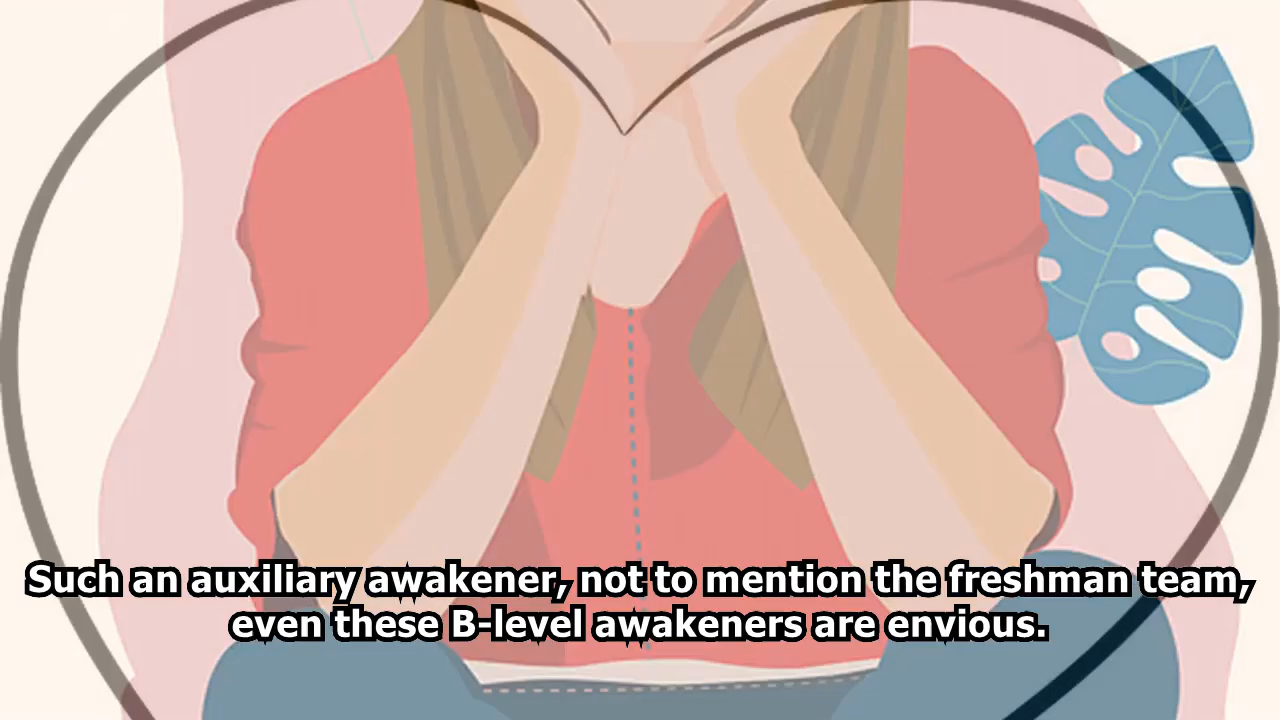 Such an auxiliary awakener, not to mention the freshman team,
even these B-level awakeners are envious.